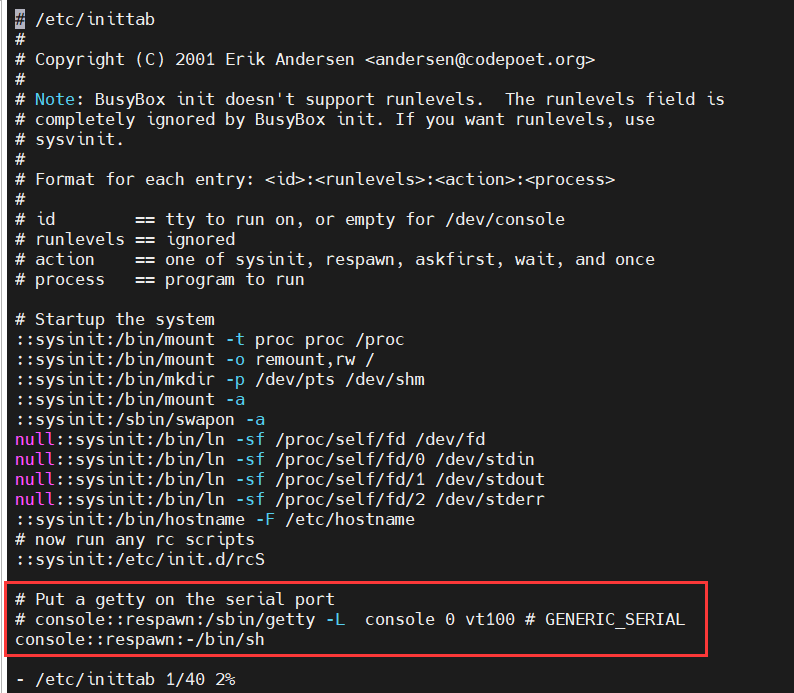 # /etc/inittab
#
# Copyright (C) 2001 Erik Andersen <andersen@codepoet.org>
#
# Note: BusyBox init doesn't support runlevels.  The runlevels field is
# completely ignored by BusyBox init. If you want runlevels, use
# sysvinit.
#
# Format for each entry: <id>:<runlevels>:<action>:<process>
#
# id        == tty to run on, or empty for /dev/console
# runlevels == ignored
# action    == one of sysinit, respawn, askfirst, wait, and once
# process   == program to run

# Startup the system
::sysinit:/bin/mount -t proc proc /proc
::sysinit:/bin/mount -o remount,rw /
::sysinit:/bin/mkdir -p /dev/pts /dev/shm
::sysinit:/bin/mount -a
::sysinit:/sbin/swapon -a
null::sysinit:/bin/ln -sf /proc/self/fd /dev/fd
null::sysinit:/bin/ln -sf /proc/self/fd/0 /dev/stdin
null::sysinit:/bin/ln -sf /proc/self/fd/1 /dev/stdout
null::sysinit:/bin/ln -sf /proc/self/fd/2 /dev/stderr
::sysinit:/bin/hostname -F /etc/hostname
# now run any rc scripts
::sysinit:/etc/init.d/rcS

# Put a getty on the serial port
# console::respawn:/sbin/getty -L  console 0 vt100 # GENERIC_SERIAL
console::respawn:-/bin/sh

- /etc/inittab 1/40 2%